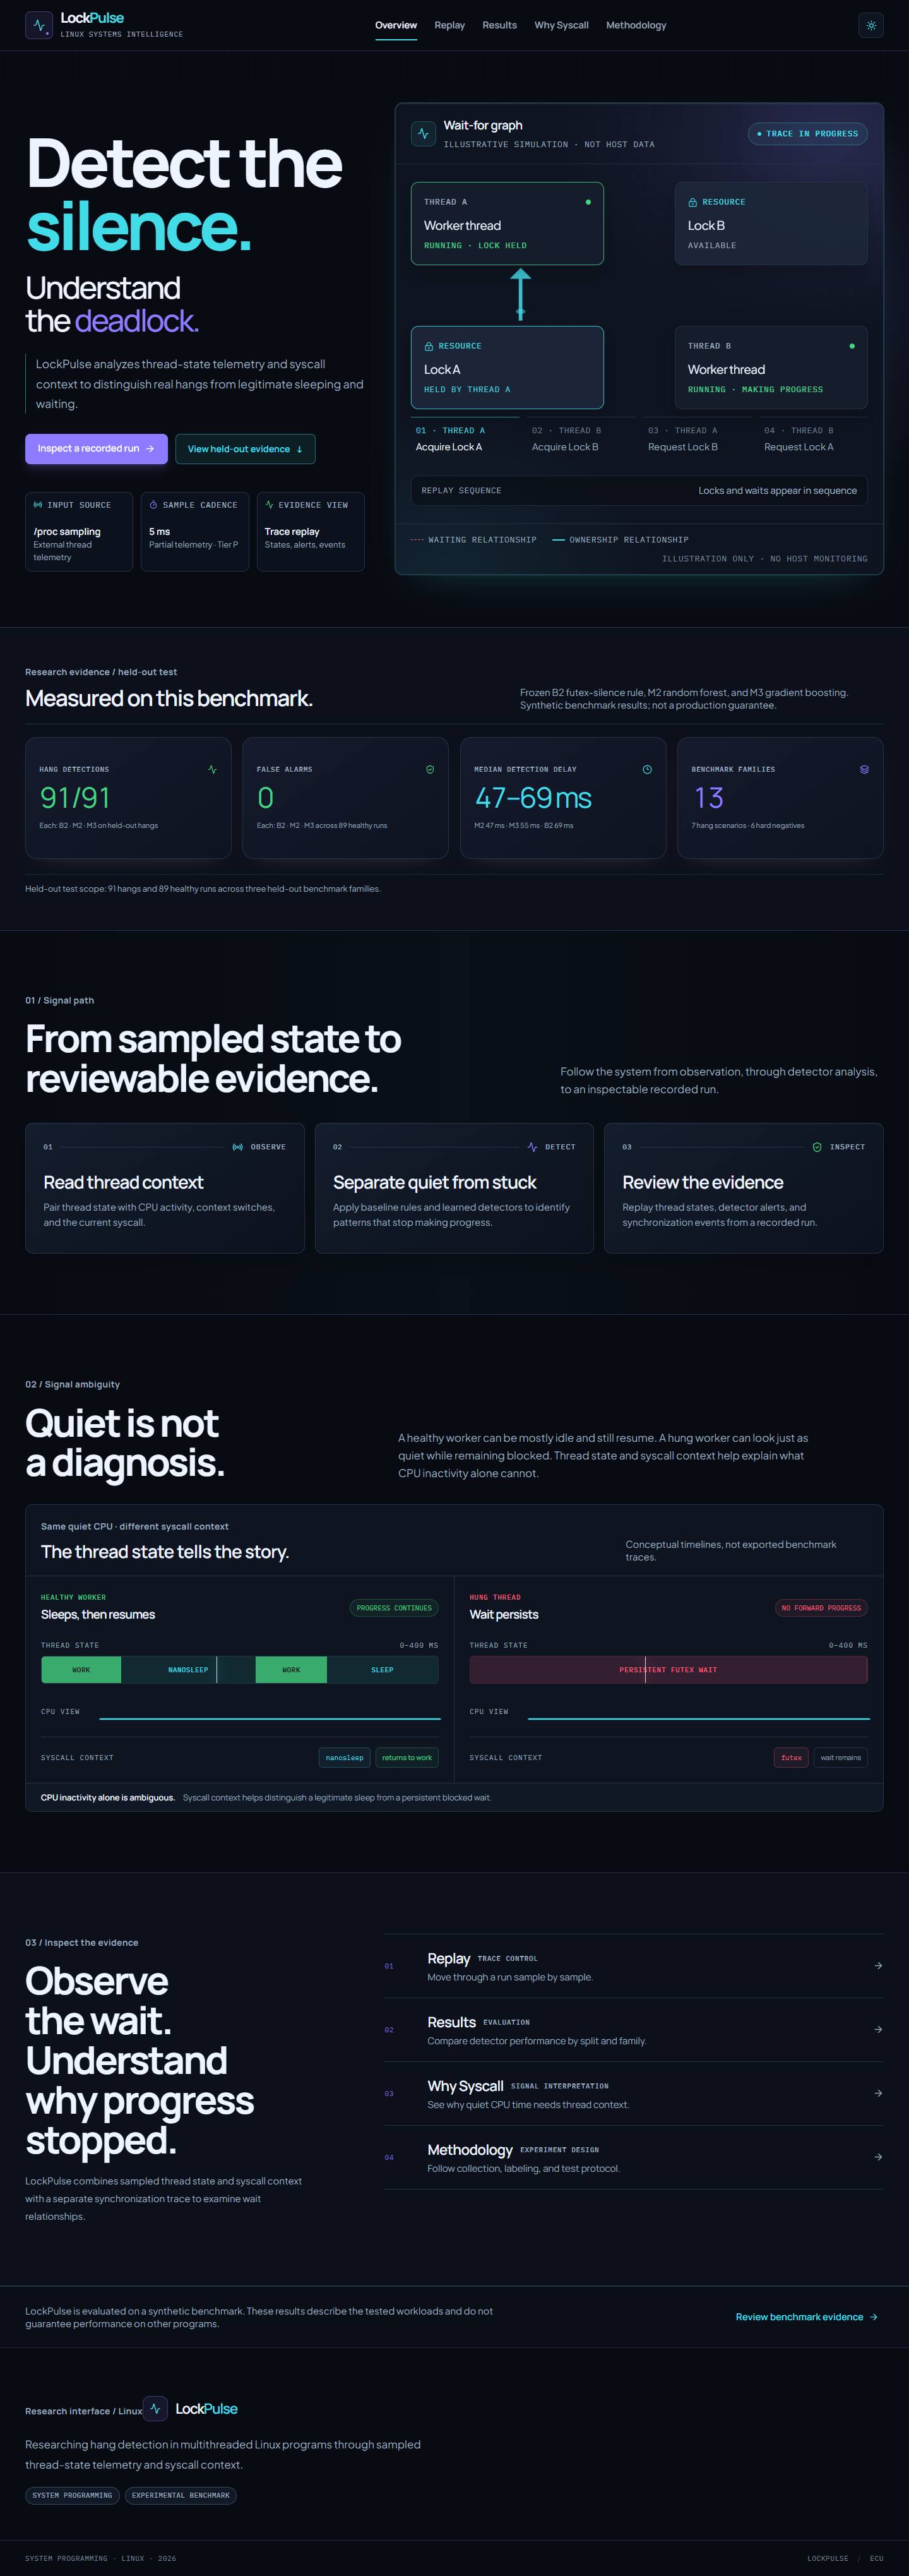 LockPulse
LINUX SYSTEMS INTELLIGENCE
Overview Replay Results Why Syscall Methodology
Detect the
silence.
Understand
the deadlock.
LockPulse analyzes thread-state telemetry and syscall
context to distinguish real hangs from legitimate sleeping and
waiting.
Inspect a recorded run →
View held-out evidence ↓
INPUT SOURCE
/proc sampling
External thread
telemetry
SAMPLE CADENCE
5 ms
Partial telemetry · Tier P
EVIDENCE VIEW
Trace replay
States, alerts, events
Wait-for graph
ILLUSTRATIVE SIMULATION · NOT HOST DATA
TRACE IN PROGRESS
THREAD A
Worker thread
RUNNING · LOCK HELD
RESOURCE
Lock B
AVAILABLE
RESOURCE
Lock A
HELD BY THREAD A
THREAD B
Worker thread
RUNNING · MAKING PROGRESS
01 · THREAD A
Acquire Lock A
02 · THREAD B
Acquire Lock B
03 · THREAD A
Request Lock B
04 · THREAD B
Request Lock A
REPLAY SEQUENCE
Locks and waits appear in sequence
WAITING RELATIONSHIP
OWNERSHIP RELATIONSHIP
ILLUSTRATION ONLY · NO HOST MONITORING
Research evidence / held-out test
Measured on this benchmark.
Frozen B2 futex-silence rule, M2 random forest, and M3 gradient boosting.
Synthetic benchmark results; not a production guarantee.
HANG DETECTIONS
91/91
Each: B2 · M2 · M3 on held-out hangs
FALSE ALARMS
0
Each: B2 · M2 · M3 across 89 healthy runs
MEDIAN DETECTION DELAY
47–69 ms
M2 47 ms · M3 55 ms · B2 69 ms
BENCHMARK FAMILIES
13
7 hang scenarios · 6 hard negatives
Held-out test scope: 91 hangs and 89 healthy runs across three held-out benchmark families.
01 / Signal path
From sampled state to
reviewable evidence.
Follow the system from observation, through detector analysis,
to an inspectable recorded run.
01 OBSERVE
Read thread context
Pair thread state with CPU activity, context switches,
and the current syscall.
02 DETECT
Separate quiet from stuck
Apply baseline rules and learned detectors to identify
patterns that stop making progress.
03 INSPECT
Review the evidence
Replay thread states, detector alerts, and
synchronization events from a recorded run.
02 / Signal ambiguity
Quiet is not
a diagnosis.
A healthy worker can be mostly idle and still resume. A hung worker can look just as
quiet while remaining blocked. Thread state and syscall context help explain what
CPU inactivity alone cannot.
Same quiet CPU · different syscall context
The thread state tells the story.
Conceptual timelines, not exported benchmark
traces.
HEALTHY WORKER
Sleeps, then resumes
PROGRESS CONTINUES
THREAD STATE 0–400 MS
WORK NANOSLEEP WORK SLEEP
CPU VIEW
SYSCALL CONTEXT nanosleep returns to work
HUNG THREAD
Wait persists
NO FORWARD PROGRESS
THREAD STATE 0–400 MS
PERSISTENT FUTEX WAIT
CPU VIEW
SYSCALL CONTEXT futex wait remains
CPU inactivity alone is ambiguous. Syscall context helps distinguish a legitimate sleep from a persistent blocked wait.
03 / Inspect the evidence
Observe
the wait.
Understand
why progress
stopped.
LockPulse combines sampled thread state and syscall context
with a separate synchronization trace to examine wait
relationships.
01 Replay TRACE CONTROL →
Move through a run sample by sample.
02 Results EVALUATION →
Compare detector performance by split and family.
03 Why Syscall SIGNAL INTERPRETATION →
See why quiet CPU time needs thread context.
04 Methodology EXPERIMENT DESIGN →
Follow collection, labeling, and test protocol.
LockPulse is evaluated on a synthetic benchmark. These results describe the tested workloads and do not
guarantee performance on other programs.
Review benchmark evidence →
Research interface / Linux
LockPulse
Researching hang detection in multithreaded Linux programs through sampled
thread-state telemetry and syscall context.
SYSTEM PROGRAMMING
EXPERIMENTAL BENCHMARK
SYSTEM PROGRAMMING · LINUX · 2026
LOCKPULSE / ECU